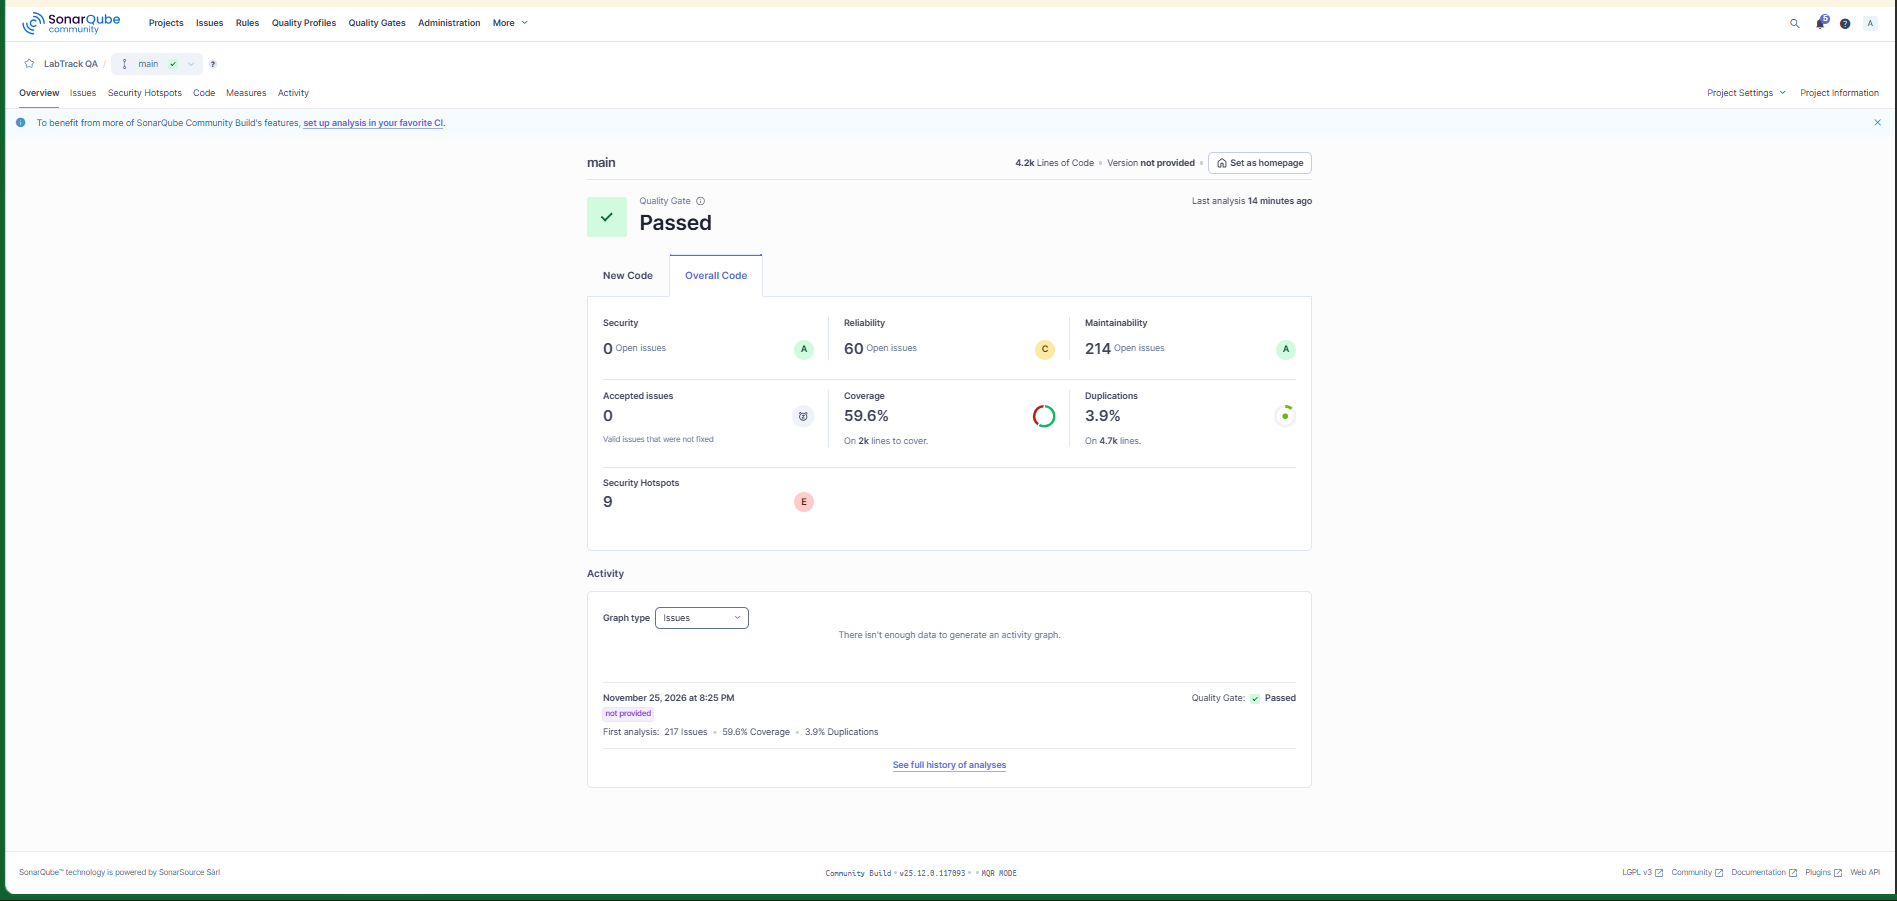 SonarQube community Projects Issues Rules Quality Profiles Quality Gates Administration More 5 ? A
LabTrack QA / main ?
Overview Issues Security Hotspots Code Measures Activity Project Settings Project Information
To benefit from more of SonarQube Community Build's features, set up analysis in your favorite CI.
main 4.2k Lines of Code • Version not provided • Set as homepage
Quality Gate
Passed
Last analysis 14 minutes ago
New Code Overall Code
Security Reliability Maintainability
0 Open issues A 60 Open issues C 214 Open issues A
Accepted issues Coverage Duplications
0 59.6% 3.9%
Valid issues that were not fixed On 2k lines to cover. On 4.7k lines.
Security Hotspots
9 E
Activity
Graph type Issues
There isn't enough data to generate an activity graph.
November 25, 2026 at 8:25 PM Quality Gate: Passed
not provided
First analysis: 217 Issues • 59.6% Coverage • 3.9% Duplications
See full history of analyses
SonarQube™ technology is powered by SonarSource Sàrl Community Build • v25.12.0.117093 • • MQR MODE LGPL v3 Community Documentation Plugins Web API